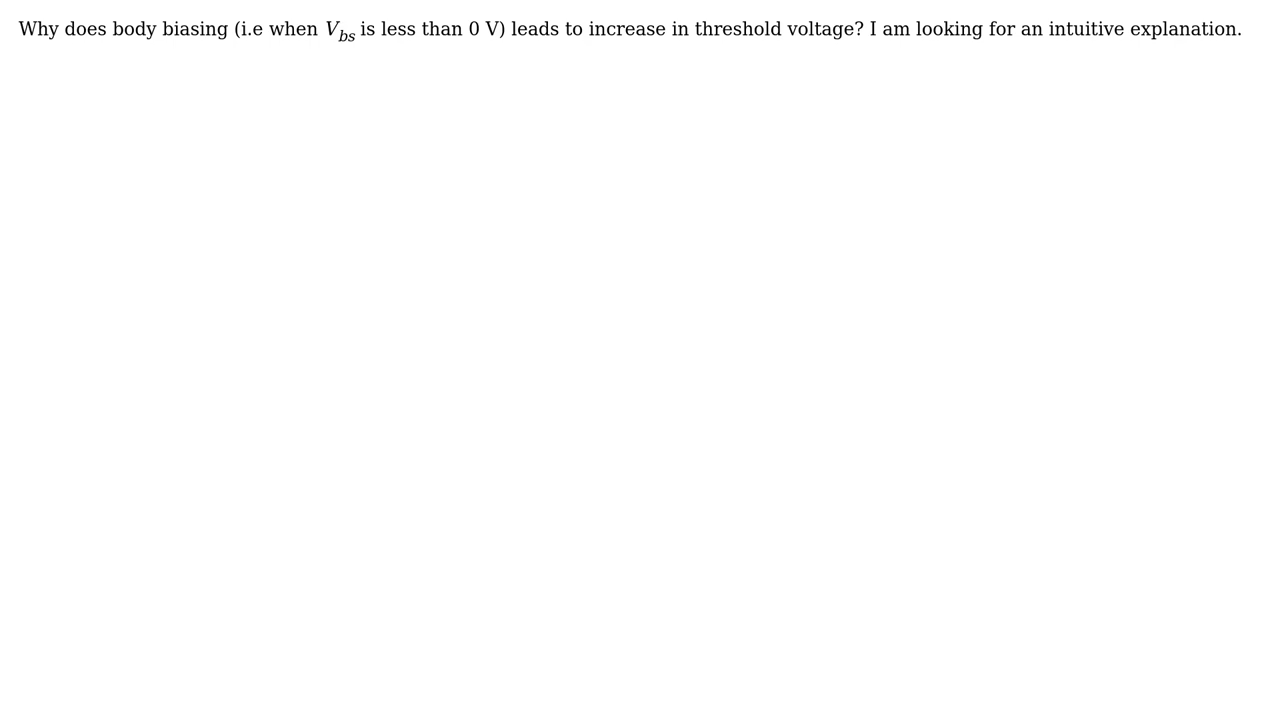 Why does body biasing (i.e when V_bs is less than 0 V) leads to increase in threshold voltage? I am looking for an intuitive explanation.